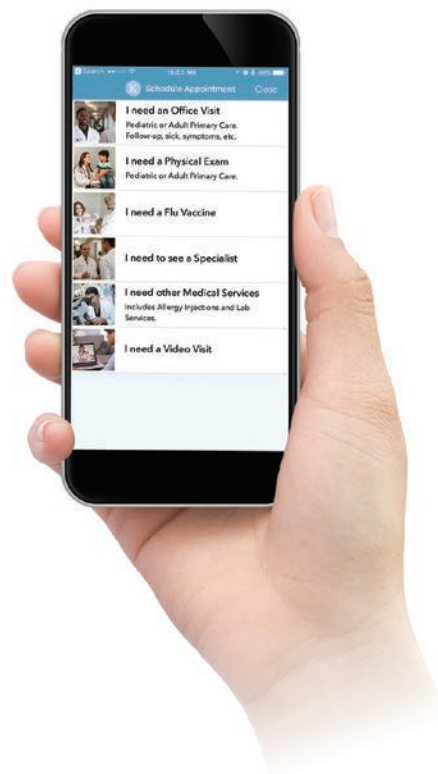 Search
K Schedule Appointment Close
I need an Office Visit
Pediatric or Adult Primary Care.
Follow-up, sick, symptoms, etc.
I need a Physical Exam
Pediatric or Adult Primary Care.
I need a Flu Vaccine
I need to see a Specialist
I need other Medical Services
Includes Allergy Injections and Lab
Services.
I need a Video Visit